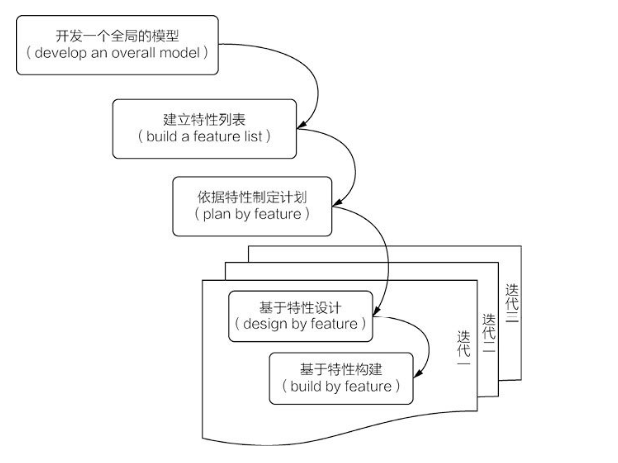 开发一个全局的模型
（develop an overall model）
建立特性列表
（build a feature list）
依据特性制定计划
（plan by feature）
基于特性设计
（design by feature）
基于特性构建
（build by feature）
迭代一
迭代二
迭代三